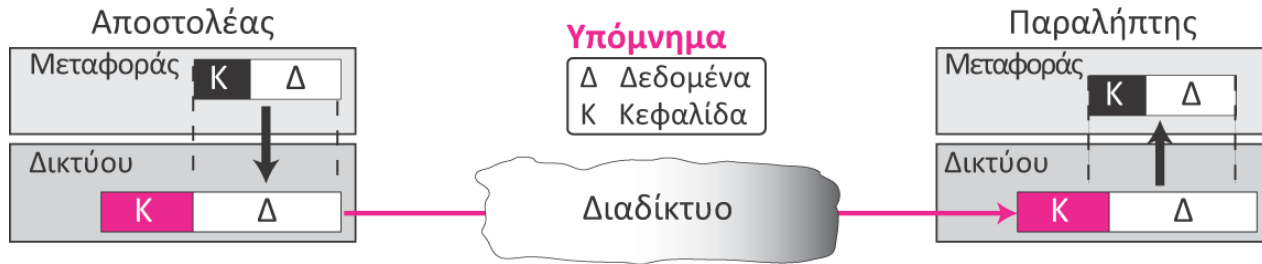 Αποστολέας
Μεταφοράς
Κ Δ
Δικτύου
Κ Δ
Υπόμνημα
Δ Δεδομένα
Κ Κεφαλίδα
Διαδίκτυο
Παραλήπτης
Μεταφοράς
Κ Δ
Δικτύου
Κ Δ